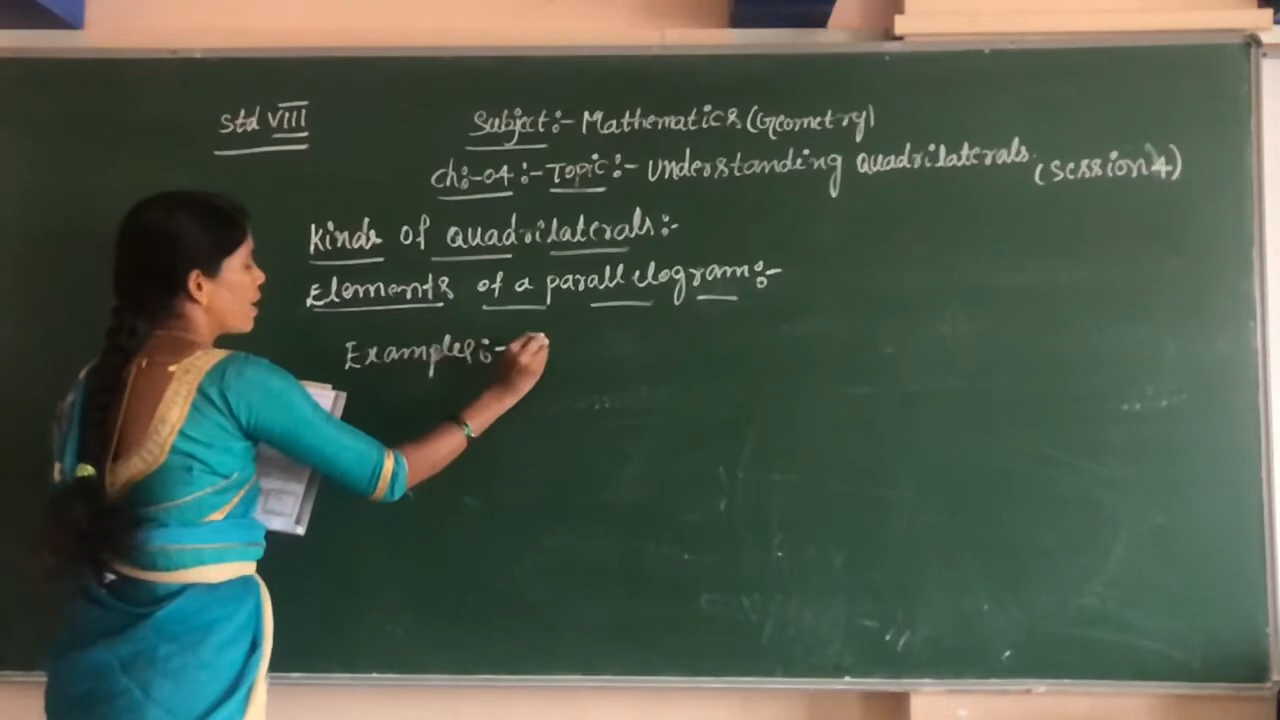 Std VIII
Subject:- Mathematics (Geometry)
Ch:-04:- Topic:- Understanding quadrilaterals. (Session 4)
Kinds of quadrilaterals:-
Elements of a parallelogram:-
Examples:-